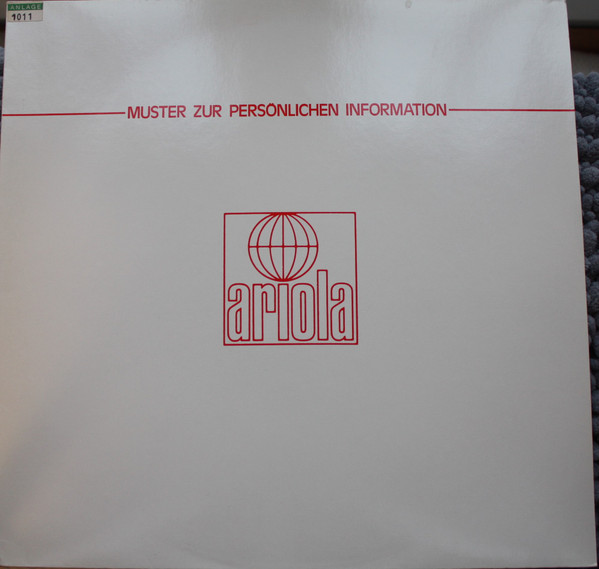 ANLAGE
1011
MUSTER ZUR PERSÖNLICHEN INFORMATION
ariola